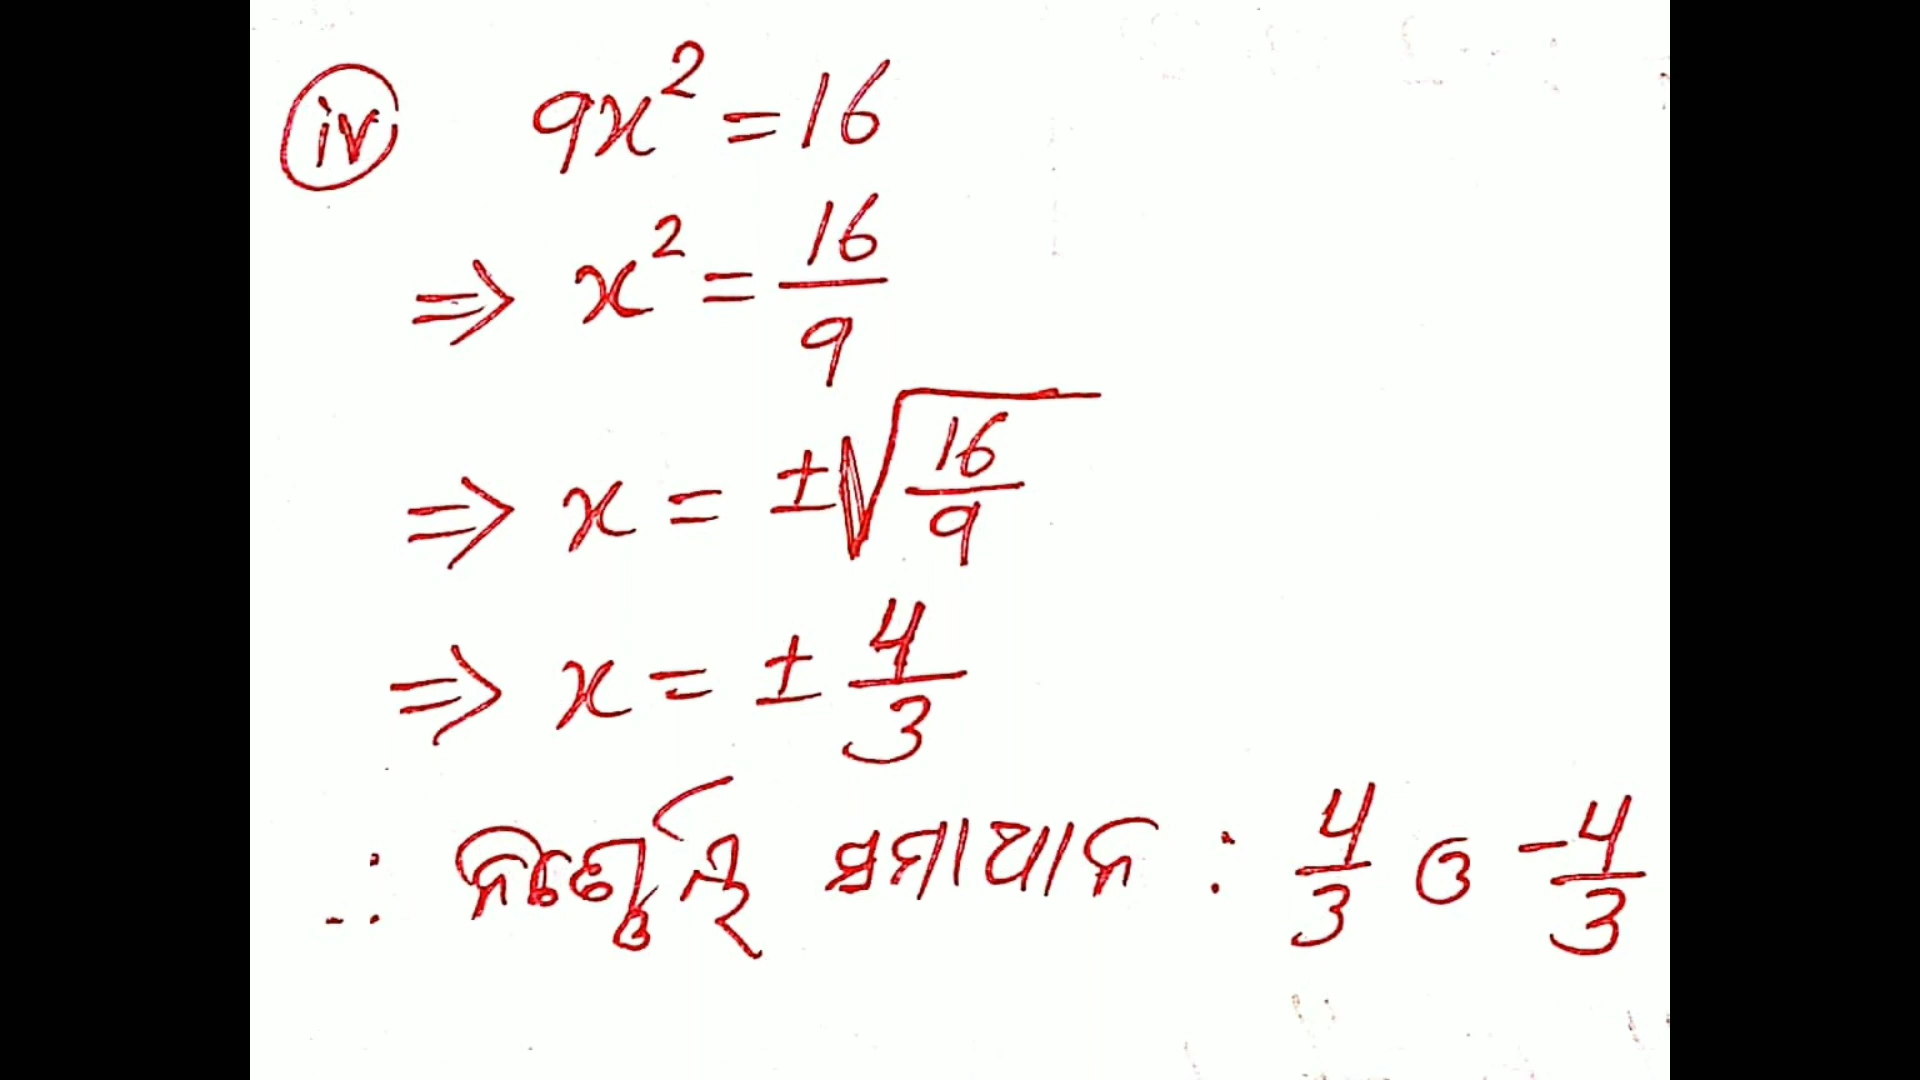 (iv) 9x² = 16
⇒ x² = 16/9
⇒ x = ±√(16/9)
⇒ x = ± 4/3
∴ ନିର୍ଣ୍ଣେୟ ସମାଧାନ : 4/3 ଓ -4/3